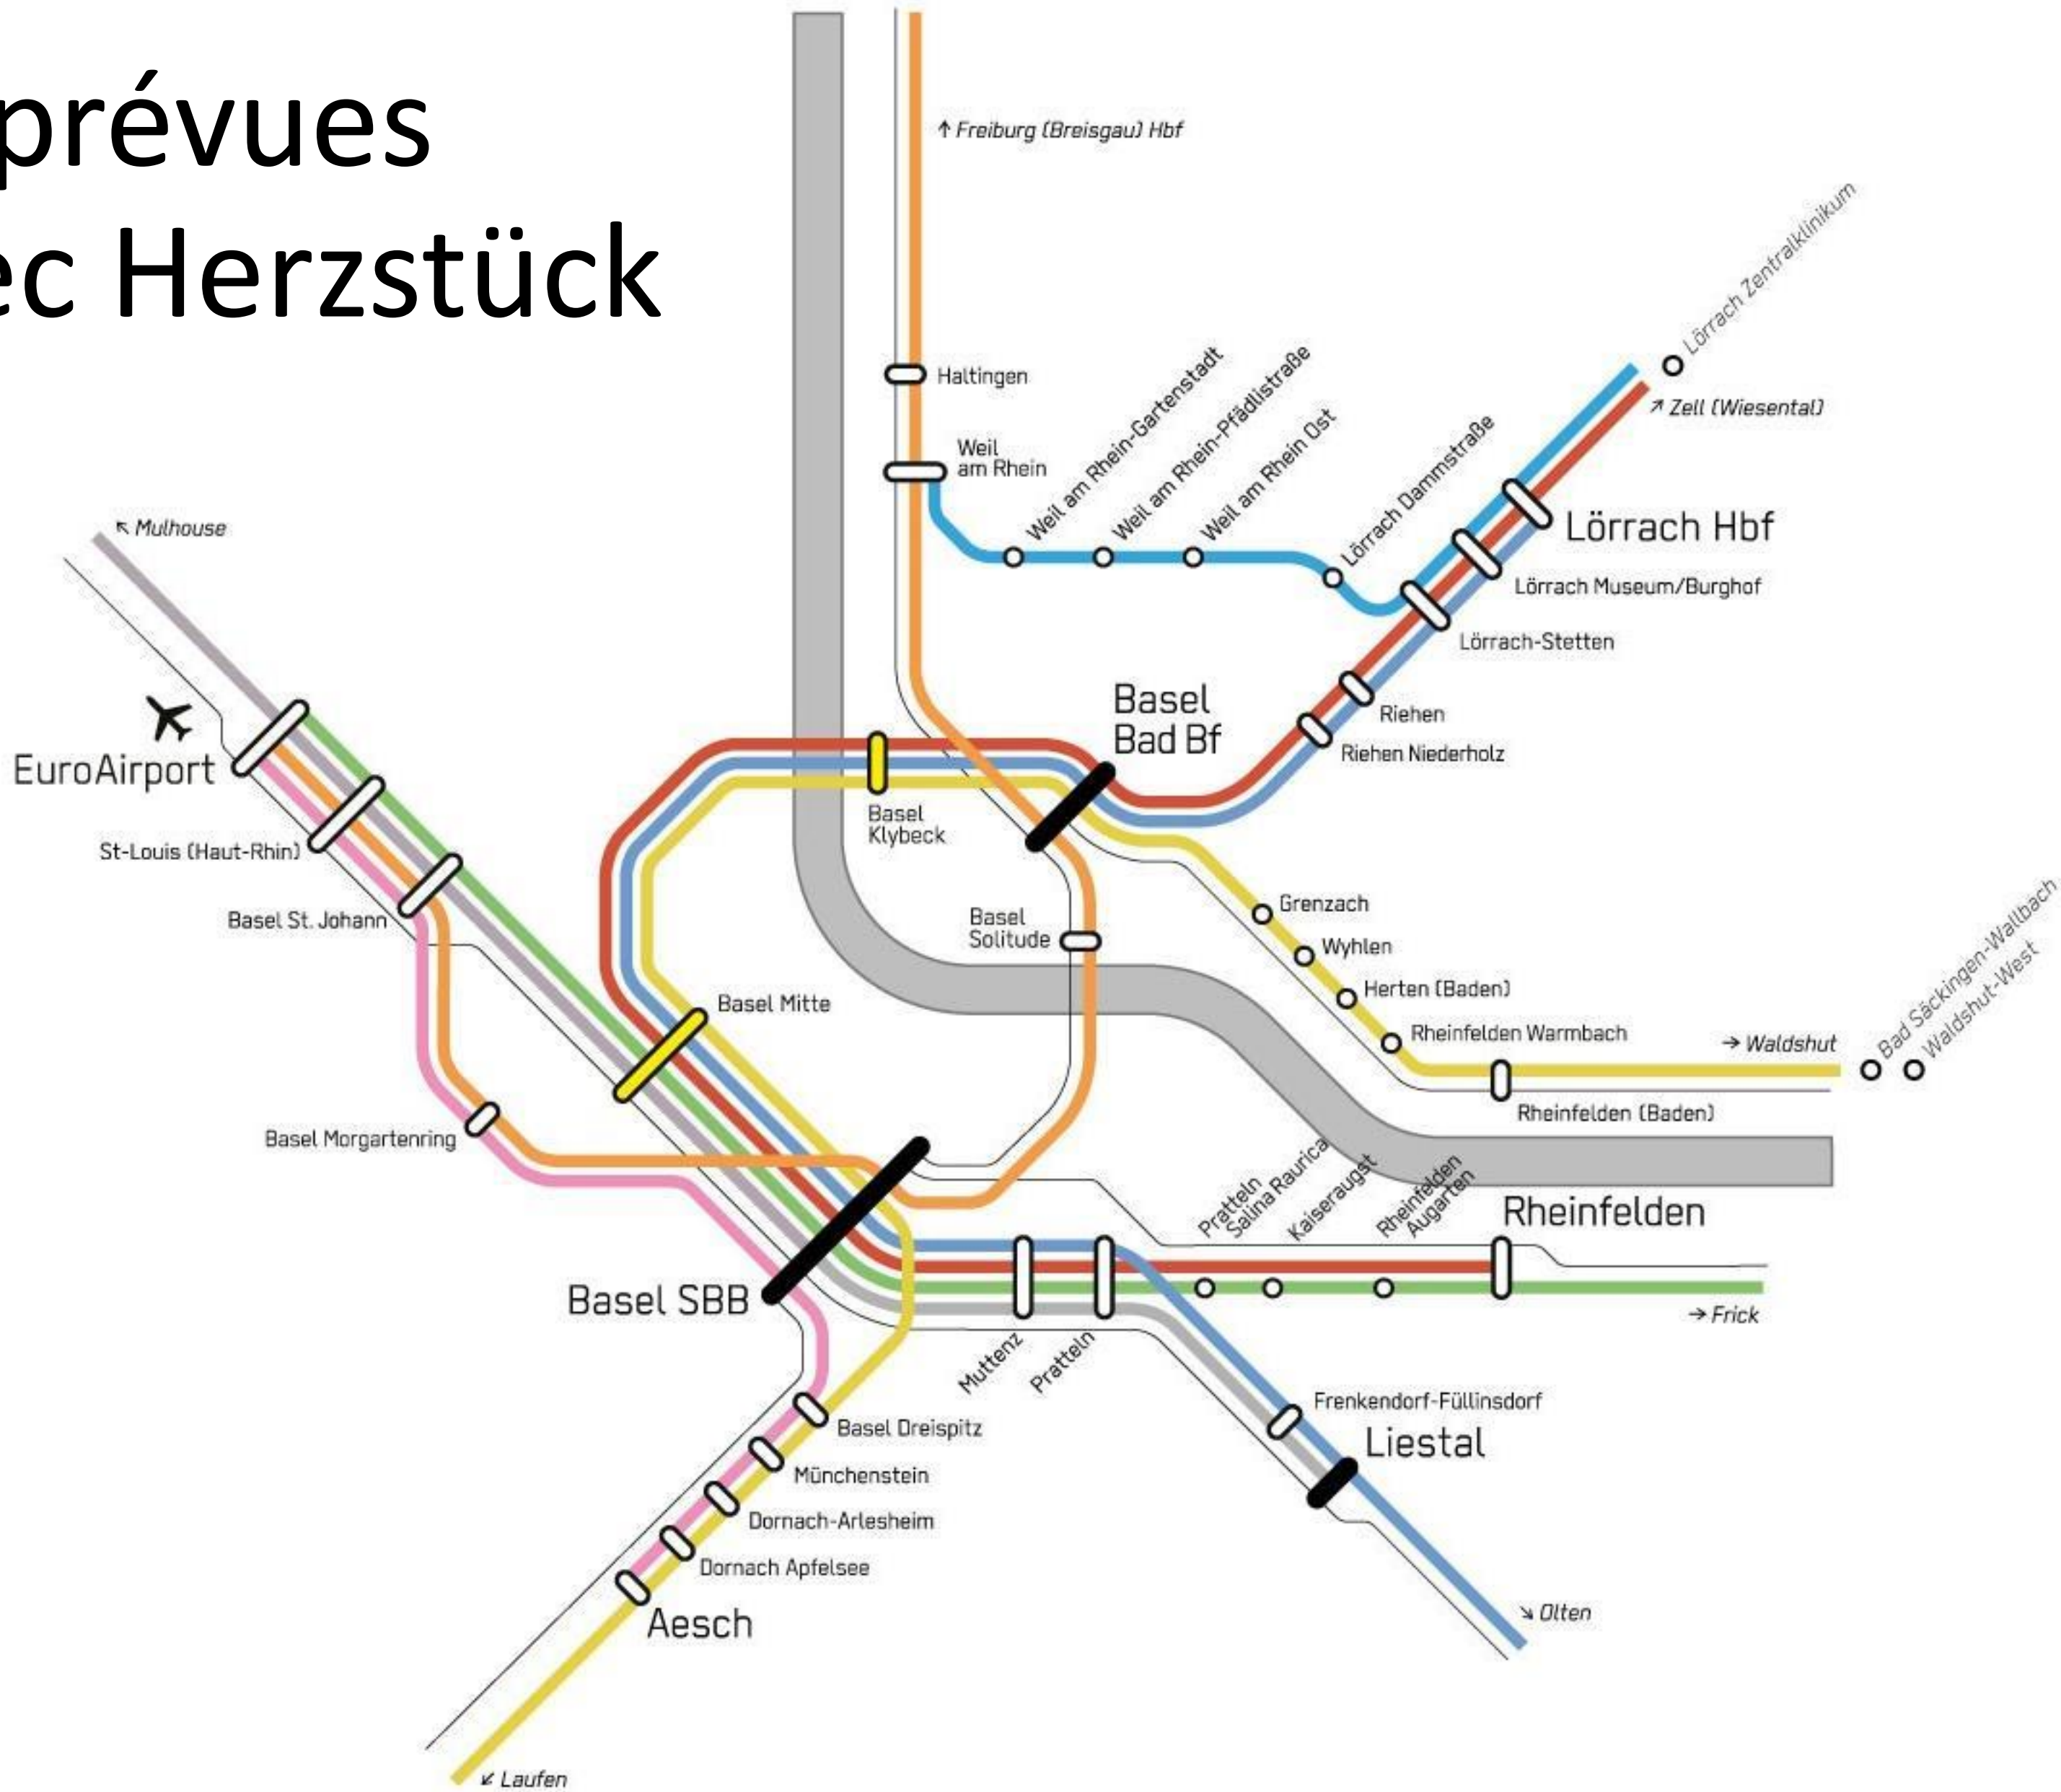 prévues
ec Herzstück
↑ Freiburg (Breisgau) Hbf
Lörrach Zentralklinikum
↗ Zell (Wiesental)
Haltingen
Weil
am Rhein
Weil am Rhein-Gartenstadt
Weil am Rhein-Pfädlistraße
Weil am Rhein Ost
Lörrach Dammstraße
Lörrach Hbf
Lörrach Museum/Burghof
Lörrach-Stetten
Riehen
Riehen Niederholz
↖ Mulhouse
EuroAirport
St-Louis (Haut-Rhin)
Basel St. Johann
Basel
Bad Bf
Basel
Klybeck
Basel
Solitude
Basel Mitte
Basel Morgartenring
Grenzach
Wyhlen
Herten (Baden)
Rheinfelden Warmbach
→ Waldshut
Bad Säckingen-Wallbach
Waldshut-West
Rheinfelden (Baden)
Pratteln
Salina Raurica
Kaiseraugst
Rheinfelden
Augarten
Rheinfelden
→ Frick
Basel SBB
Muttenz
Pratteln
Frenkendorf-Füllinsdorf
Liestal
↘ Olten
Basel Dreispitz
Münchenstein
Dornach-Arlesheim
Dornach Apfelsee
Aesch
↙ Laufen